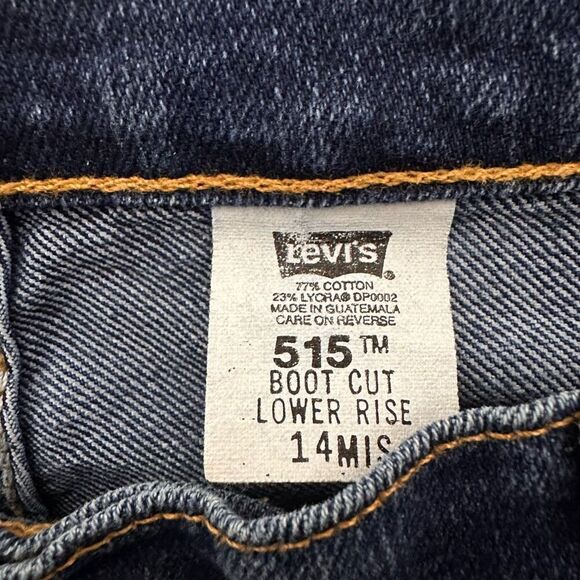 Levi's
77% COTTON
23% LYCRA® DP0002
MADE IN GUATEMALA
CARE ON REVERSE
515™
BOOT CUT
LOWER RISE
14MIS